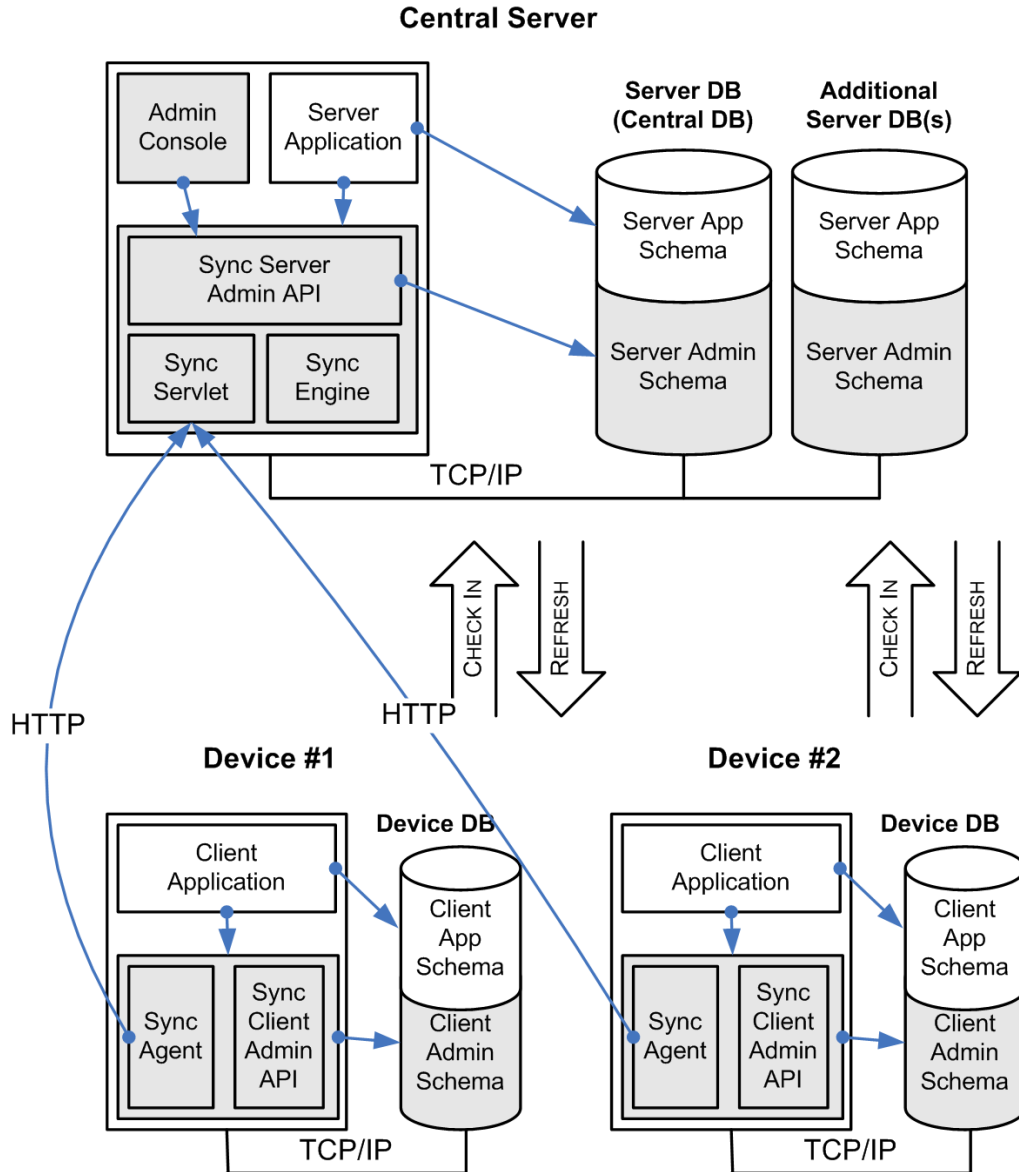 Central Server
Admin
Console
Server
Application
Server DB
(Central DB)
Additional
Server DB(s)
Server App
Schema
Server App
Schema
Sync Server
Admin API
Server Admin
Schema
Server Admin
Schema
Sync
Servlet
Sync
Engine
TCP/IP
CHECK IN
REFRESH
CHECK IN
REFRESH
HTTP
HTTP
Device #1
Device #2
Device DB
Client
Application
Client
App
Schema
Sync
Agent
Sync
Client
Admin
API
Client
Admin
Schema
TCP/IP
Device DB
Client
Application
Client
App
Schema
Sync
Agent
Sync
Client
Admin
API
Client
Admin
Schema
TCP/IP